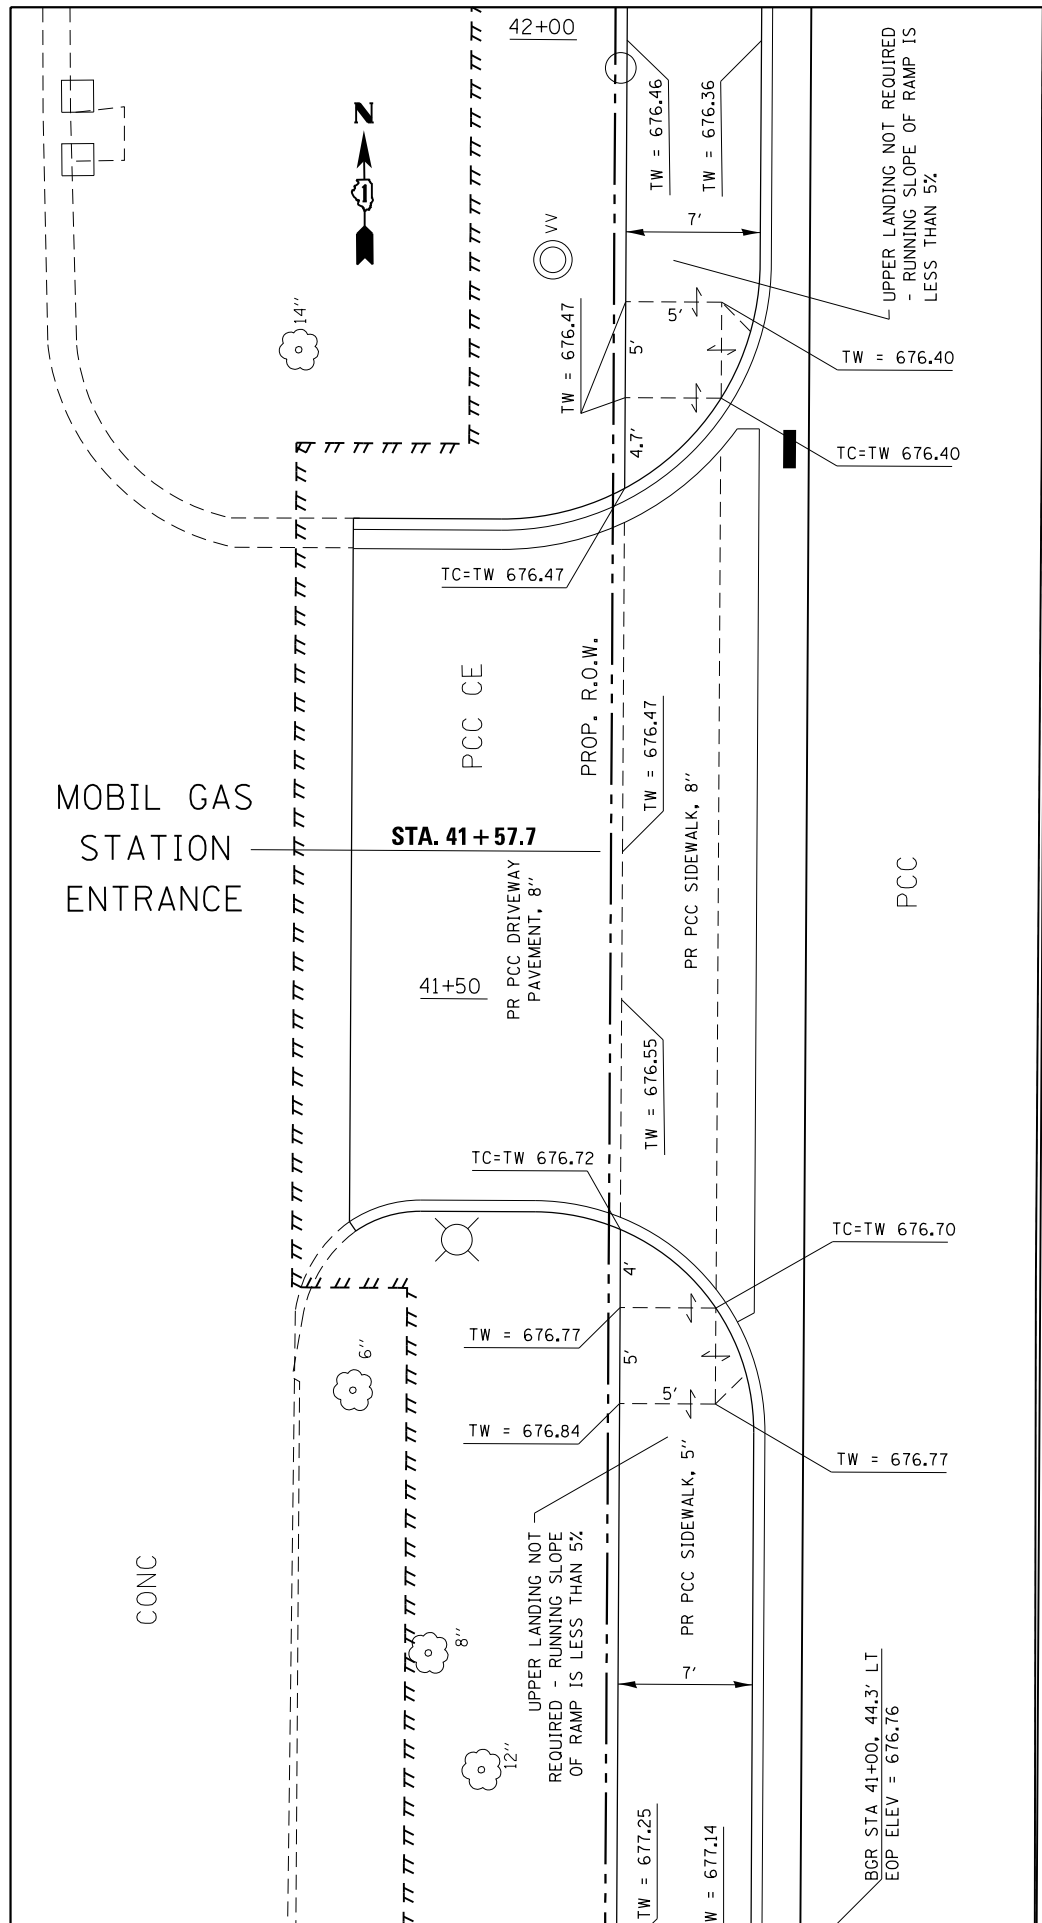 42+00
TW = 676.46
TW = 676.36
UPPER LANDING NOT REQUIRED
- RUNNING SLOPE OF RAMP IS
LESS THAN 5%
N
1
7'
VV
14''
TW = 676.47
5'
5'
TW = 676.40
4.7'
TC=TW 676.40
TC=TW 676.47
PCC CE
PROP. R.O.W.
TW = 676.47
PR PCC SIDEWALK, 8''
MOBIL GAS
STATION
ENTRANCE
STA. 41+57.7
PCC
PR PCC DRIVEWAY
PAVEMENT, 8''
41+50
TW = 676.55
TC=TW 676.72
TC=TW 676.70
4'
TW = 676.77
6''
5'
5'
TW = 676.84
TW = 676.77
PR PCC SIDEWALK, 5''
UPPER LANDING NOT
REQUIRED - RUNNING SLOPE
OF RAMP IS LESS THAN 5%
CONC
8''
7'
12''
BGR STA 41+00, 44.3' LT
EOP ELEV = 676.76
TW = 677.25
W = 677.14